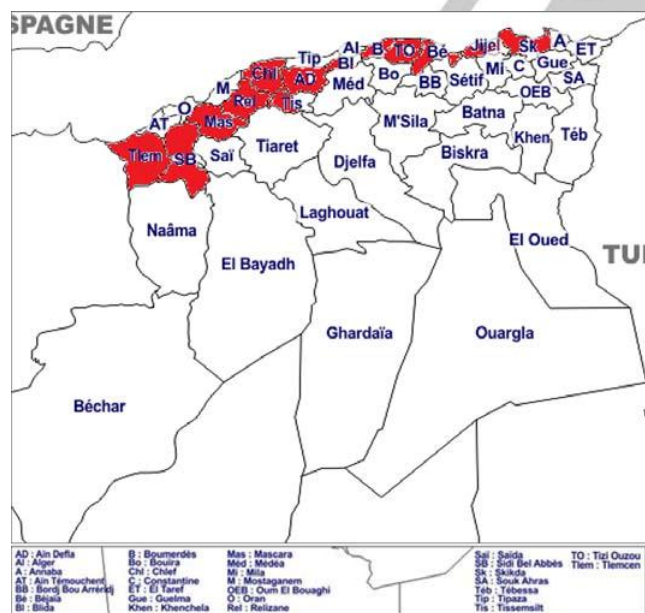 SPAGNE
Al B TO Bé Jijel Sk A ET
Tip Bl Mi C Gue
Chl AD Méd Bo BB Sétif SA
M Rel Tis OEB
O Mas M'Sila Batna
AT Khen Téb
Tlem SB Saï Tiaret Djelfa Biskra
Laghouat
Naâma El Oued
TU
El Bayadh
Ghardaïa Ouargla
Béchar
AD : Ain Defla
Al : Alger
A : Annaba
AT : Ain Témouchent
BB : Bordj Bou Arréridj
Bé : Béjaïa
Bl : Blida
B : Boumerdès
Bo : Bouira
Chl : Chlef
C : Constantine
ET : El Taref
Gue : Guelma
Khen : Khenchela
Mas : Mascara
Méd : Médéa
Mi : Mila
M : Mostaganem
OEB : Oum El Bouaghi
O : Oran
Rel : Relizane
Saï : Saïda
SB : Sidi Bel Abbès
Sk : Skikda
SA : Souk Ahras
Téb : Tébessa
Tip : Tipaza
Tis : Tissemsilt
TO : Tizi Ouzou
Tlem : Tlemcen